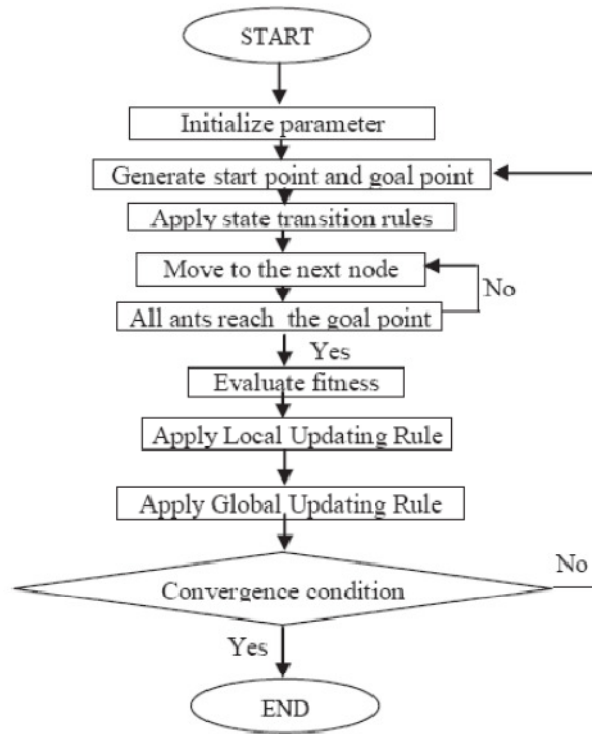 START
Initialize parameter
Generate start point and goal point
Apply state transition rules
Move to the next node
No
All ants reach the goal point
Yes
Evaluate fitness
Apply Local Updating Rule
Apply Global Updating Rule
No
Convergence condition
Yes
END